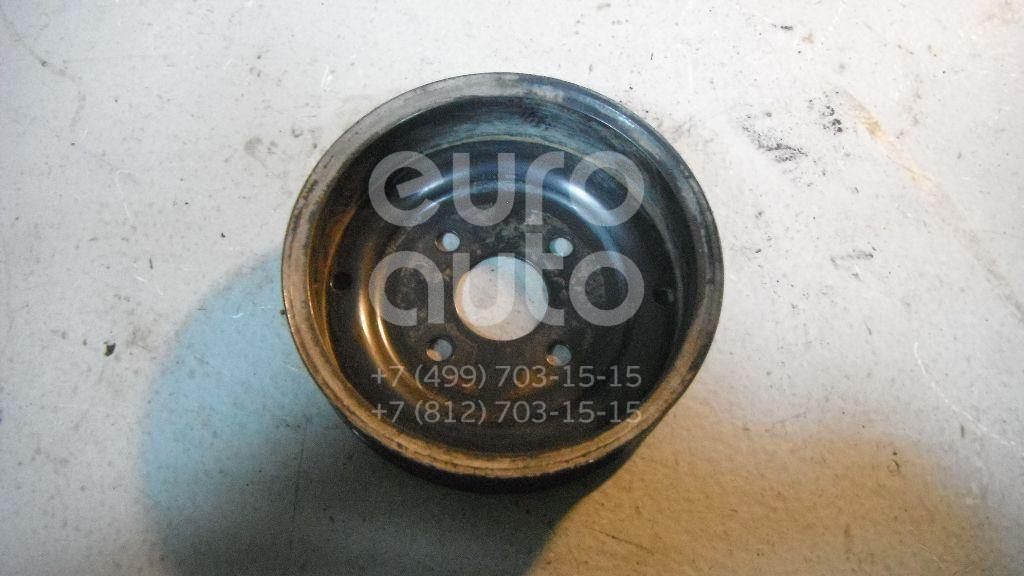 euro
auto
+7 (499) 703-15-15
+7 (812) 703-15-15